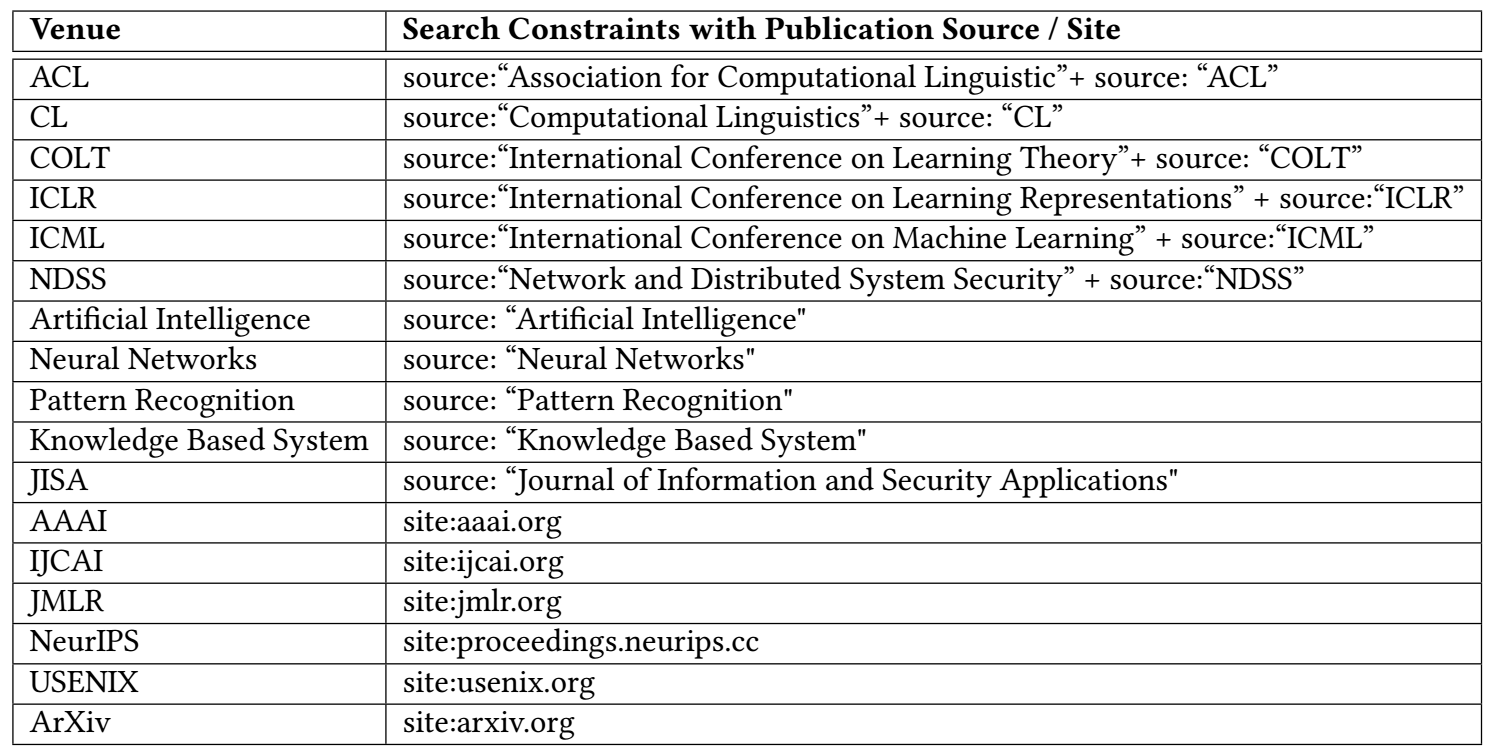 Venue Search Constraints with Publication Source / Site
ACL source:“Association for Computational Linguistic”+ source: “ACL”
CL source:“Computational Linguistics”+ source: “CL”
COLT source:“International Conference on Learning Theory”+ source: “COLT”
ICLR source:“International Conference on Learning Representations” + source:“ICLR”
ICML source:“International Conference on Machine Learning” + source:“ICML”
NDSS source:“Network and Distributed System Security” + source:“NDSS”
Artificial Intelligence source: “Artificial Intelligence"
Neural Networks source: “Neural Networks"
Pattern Recognition source: “Pattern Recognition"
Knowledge Based System source: “Knowledge Based System"
JISA source: “Journal of Information and Security Applications"
AAAI site:aaai.org
IJCAI site:ijcai.org
JMLR site:jmlr.org
NeurIPS site:proceedings.neurips.cc
USENIX site:usenix.org
ArXiv site:arxiv.org